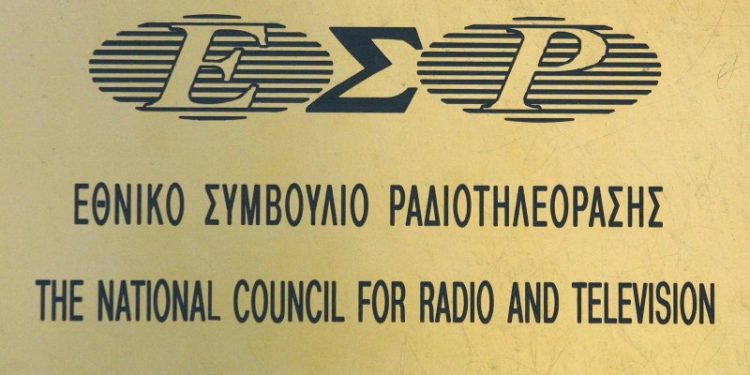 ΕΣΡ
ΕΘΝΙΚΟ ΣΥΜΒΟΥΛΙΟ ΡΑΔΙΟΤΗΛΕΟΡΑΣΗΣ
THE NATIONAL COUNCIL FOR RADIO AND TELEVISION